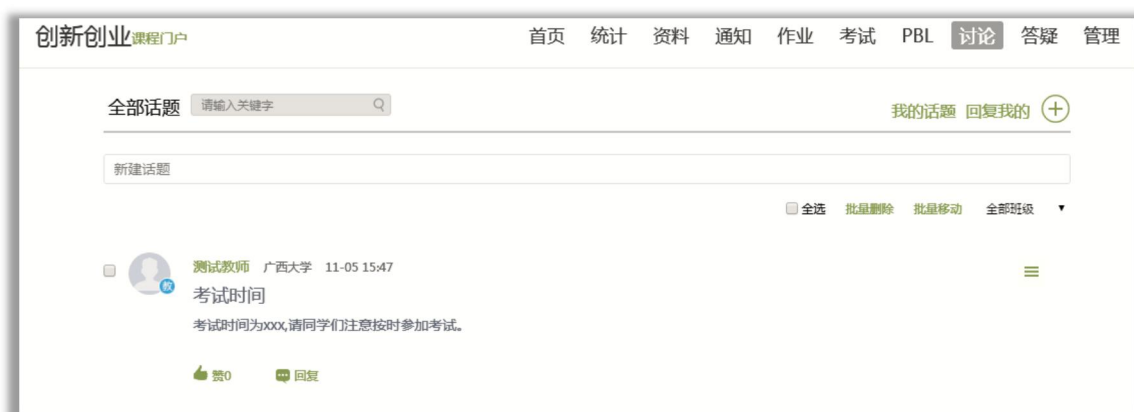 创新创业课程门户 首页 统计 资料 通知 作业 考试 PBL 讨论 答疑 管理
全部话题 请输入关键字 我的话题 回复我的
新建话题
全选 批量删除 批量移动 全部班级
测试教师 广西大学 11-05 15:47
教
考试时间
考试时间为xxx,请同学们注意按时参加考试。
赞0 回复